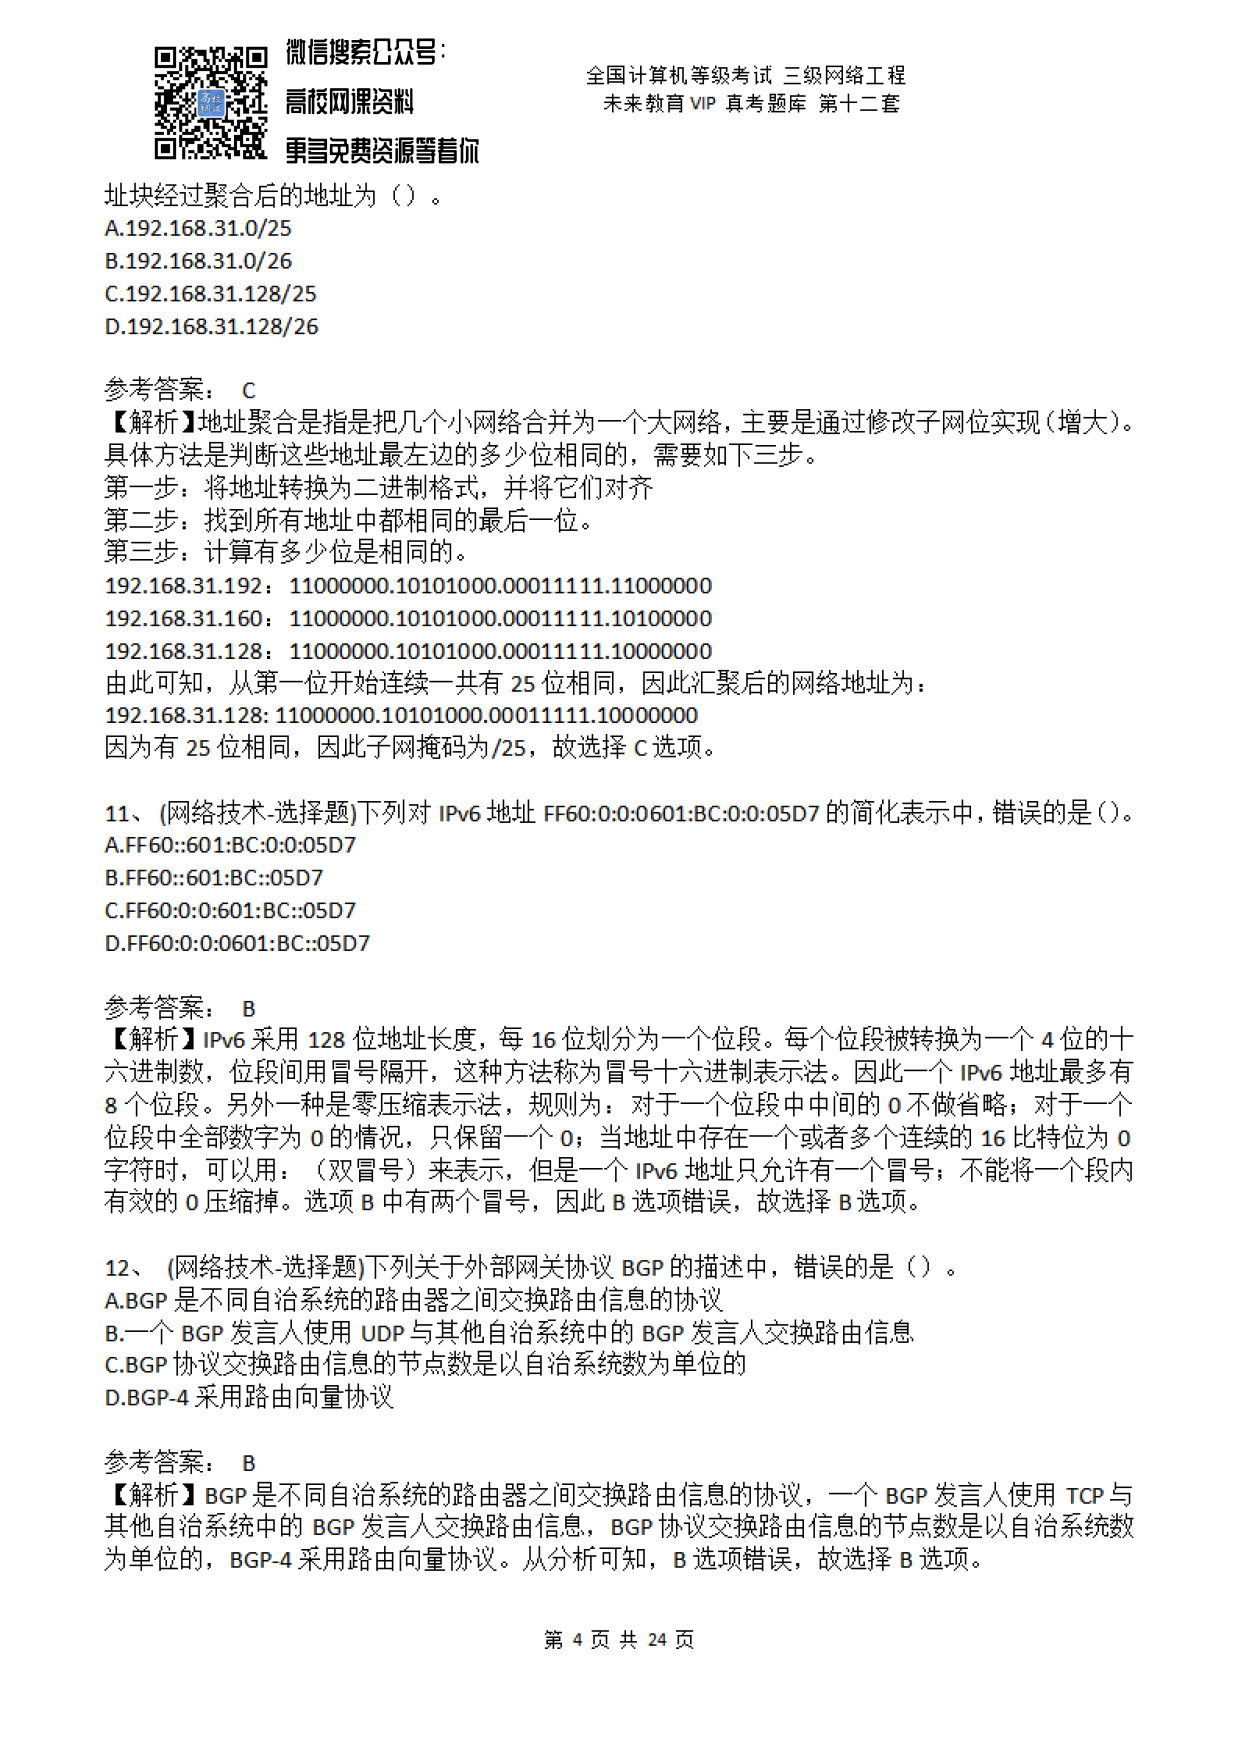 微信搜索公众号：
高校网课资料
更多免费资源等着你
全国计算机等级考试 三级网络工程
未来教育 VIP 真考题库 第十二套
址块经过聚合后的地址为（）。
A.192.168.31.0/25
B.192.168.31.0/26
C.192.168.31.128/25
D.192.168.31.128/26
参考答案： C
【解析】地址聚合是指是把几个小网络合并为一个大网络，主要是通过修改子网位实现（增大）。
具体方法是判断这些地址最左边的多少位相同的，需要如下三步。
第一步：将地址转换为二进制格式，并将它们对齐
第二步：找到所有地址中都相同的最后一位。
第三步：计算有多少位是相同的。
192.168.31.192：11000000.10101000.00011111.11000000
192.168.31.160：11000000.10101000.00011111.10100000
192.168.31.128：11000000.10101000.00011111.10000000
由此可知，从第一位开始连续一共有 25 位相同，因此汇聚后的网络地址为：
192.168.31.128: 11000000.10101000.00011111.10000000
因为有 25 位相同，因此子网掩码为/25，故选择 C 选项。
11、 (网络技术-选择题)下列对 IPv6 地址 FF60:0:0:0601:BC:0:0:05D7 的简化表示中，错误的是（）。
A.FF60::601:BC:0:0:05D7
B.FF60::601:BC::05D7
C.FF60:0:0:601:BC::05D7
D.FF60:0:0:0601:BC::05D7
参考答案： B
【解析】IPv6 采用 128 位地址长度，每 16 位划分为一个位段。每个位段被转换为一个 4 位的十
六进制数，位段间用冒号隔开，这种方法称为冒号十六进制表示法。因此一个 IPv6 地址最多有
8 个位段。另外一种是零压缩表示法，规则为：对于一个位段中中间的 0 不做省略；对于一个
位段中全部数字为 0 的情况，只保留一个 0；当地址中存在一个或者多个连续的 16 比特位为 0
字符时，可以用：（双冒号）来表示，但是一个 IPv6 地址只允许有一个冒号；不能将一个段内
有效的 0 压缩掉。选项 B 中有两个冒号，因此 B 选项错误，故选择 B 选项。
12、 (网络技术-选择题)下列关于外部网关协议 BGP 的描述中，错误的是（）。
A.BGP 是不同自治系统的路由器之间交换路由信息的协议
B.一个 BGP 发言人使用 UDP 与其他自治系统中的 BGP 发言人交换路由信息
C.BGP 协议交换路由信息的节点数是以自治系统数为单位的
D.BGP-4 采用路由向量协议
参考答案： B
【解析】BGP 是不同自治系统的路由器之间交换路由信息的协议，一个 BGP 发言人使用 TCP 与
其他自治系统中的 BGP 发言人交换路由信息，BGP 协议交换路由信息的节点数是以自治系统数
为单位的，BGP-4 采用路由向量协议。从分析可知，B 选项错误，故选择 B 选项。
第 4 页 共 24 页